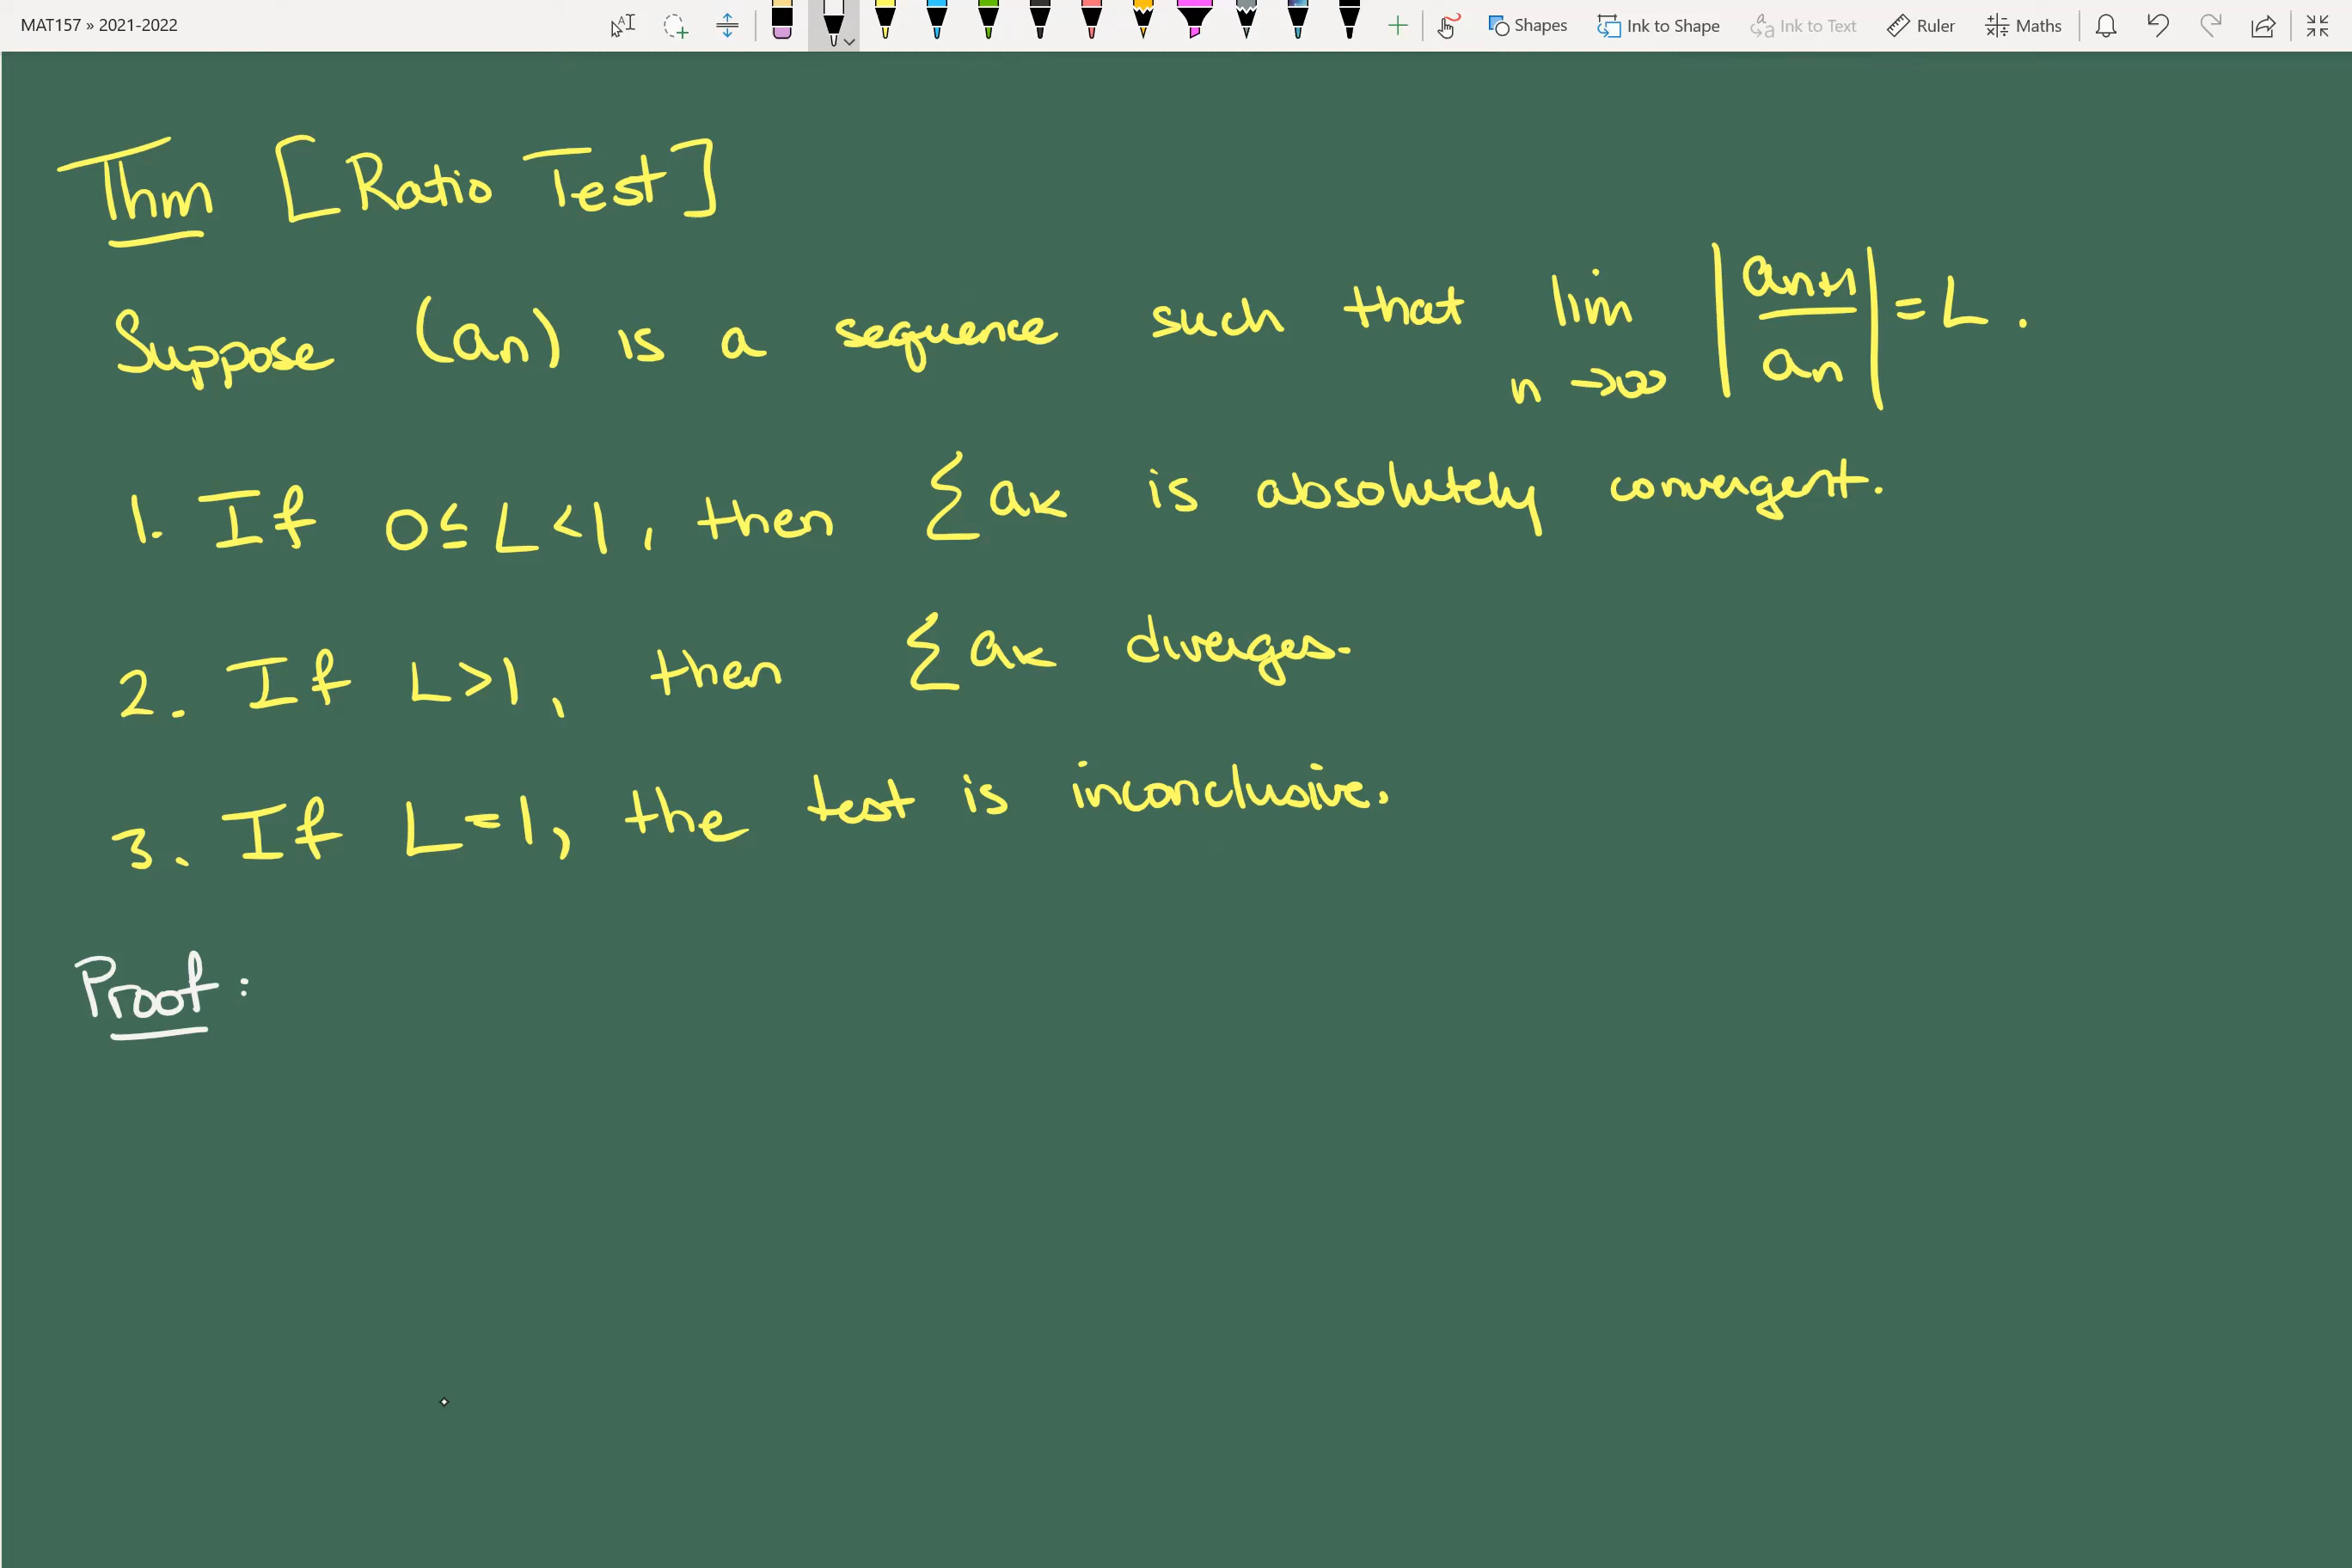 MAT157 » 2021-2022
Shapes Ink to Shape Ink to Text Ruler Maths
Thm [Ratio Test]
Suppose (an) is a sequence such that lim n→∞ |an+1/an| = L.
1. If 0≤L<1, then Σak is absolutely convergent.
2. If L>1, then Σak diverges.
3. If L=1, the test is inconclusive.
Proof: